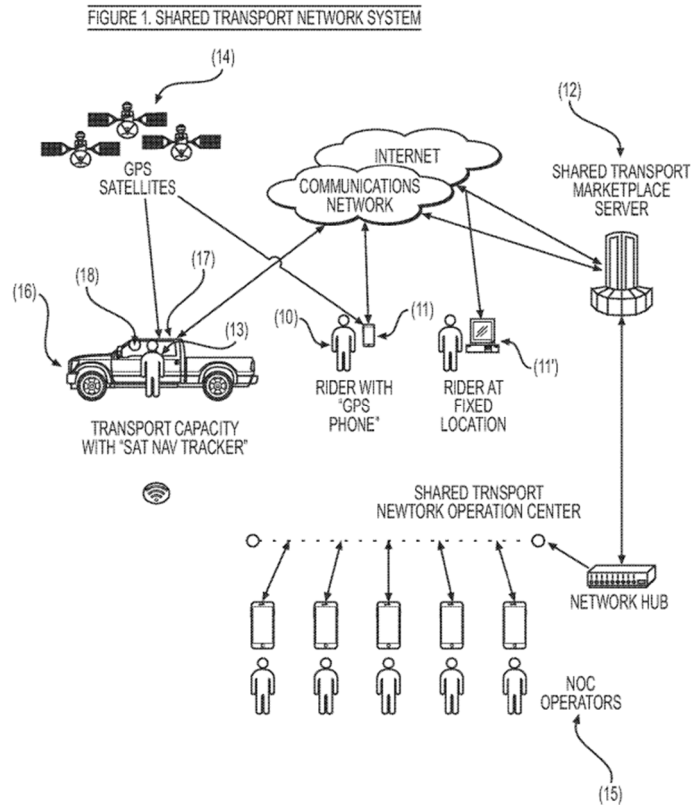 FIGURE 1. SHARED TRANSPORT NETWORK SYSTEM
(14)
(12)
GPS
SATELLITES
INTERNET
COMMUNICATIONS
NETWORK
SHARED TRANSPORT
MARKETPLACE
SERVER
(16)
(18)
(17)
(13)
(10)
(11)
(11')
TRANSPORT CAPACITY
WITH "SAT NAV TRACKER"
RIDER WITH
"GPS
PHONE"
RIDER AT
FIXED
LOCATION
SHARED TRNSPORT
NEWTORK OPERATION CENTER
NETWORK HUB
NOC
OPERATORS
(15)